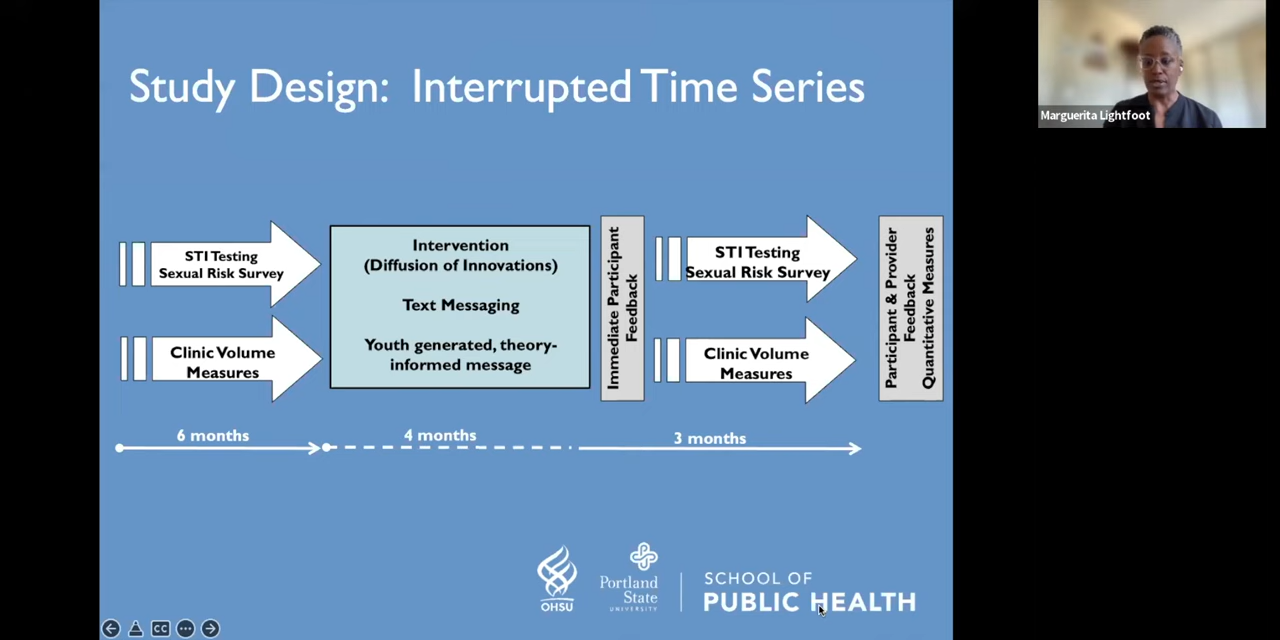 Study Design: Interrupted Time Series
Marguerita Lightfoot
STI Testing
Sexual Risk Survey
Clinic Volume
Measures
Intervention
(Diffusion of Innovations)
Text Messaging
Youth generated, theory-
informed message
Immediate Participant
Feedback
STI Testing
Sexual Risk Survey
Clinic Volume
Measures
Participant & Provider
Feedback
Quantitative Measures
6 months
4 months
3 months
OHSU
Portland
State
UNIVERSITY
SCHOOL OF
PUBLIC HEALTH
CC